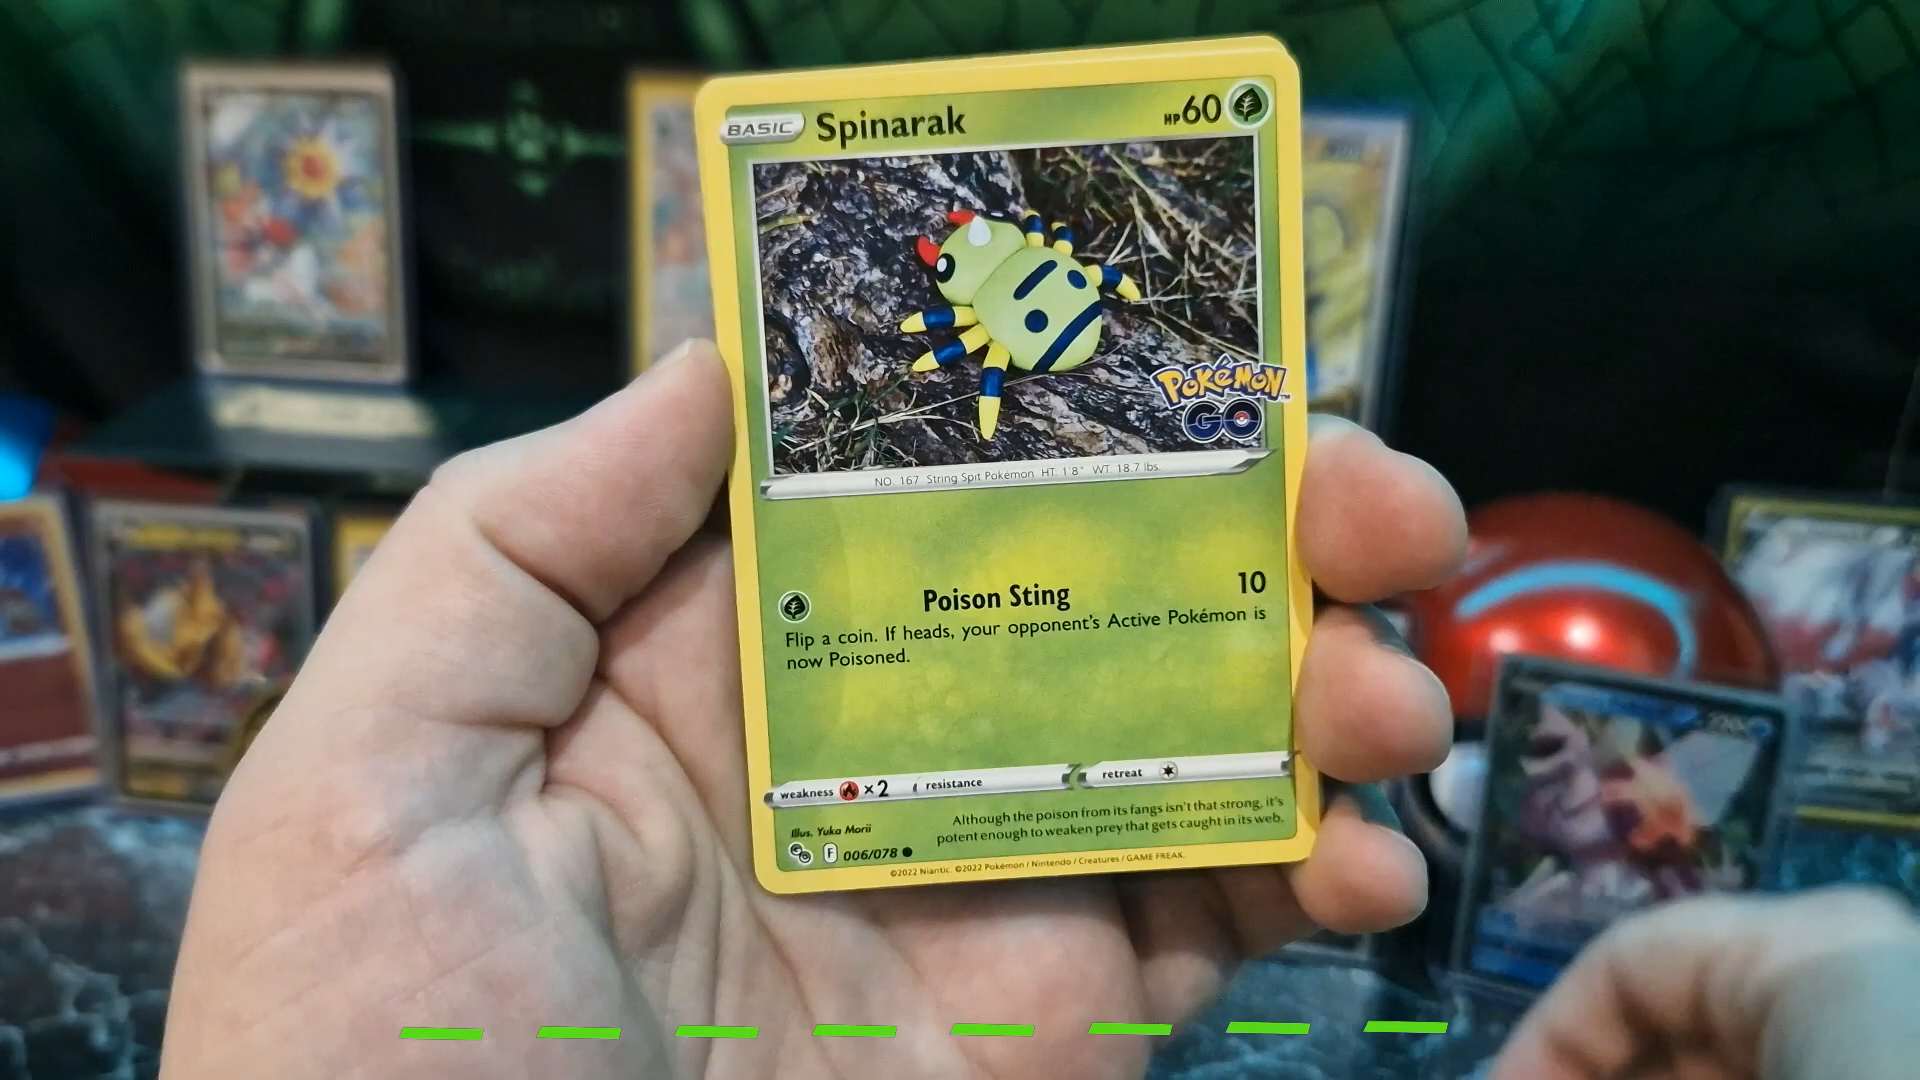 BASIC Spinarak HP 60
POKéMON™
GO
NO. 167 String Spit Pokémon HT. 1'8" WT. 18.7 lbs.
Poison Sting 10
Flip a coin. If heads, your opponent's Active Pokémon is
now Poisoned.
weakness ×2 resistance retreat
Illus. Yuka Morii
Although the poison from its fangs isn't that strong, it's
potent enough to weaken prey that gets caught in its web.
F 006/078
©2022 Niantic. ©2022 Pokémon / Nintendo / Creatures / GAME FREAK.